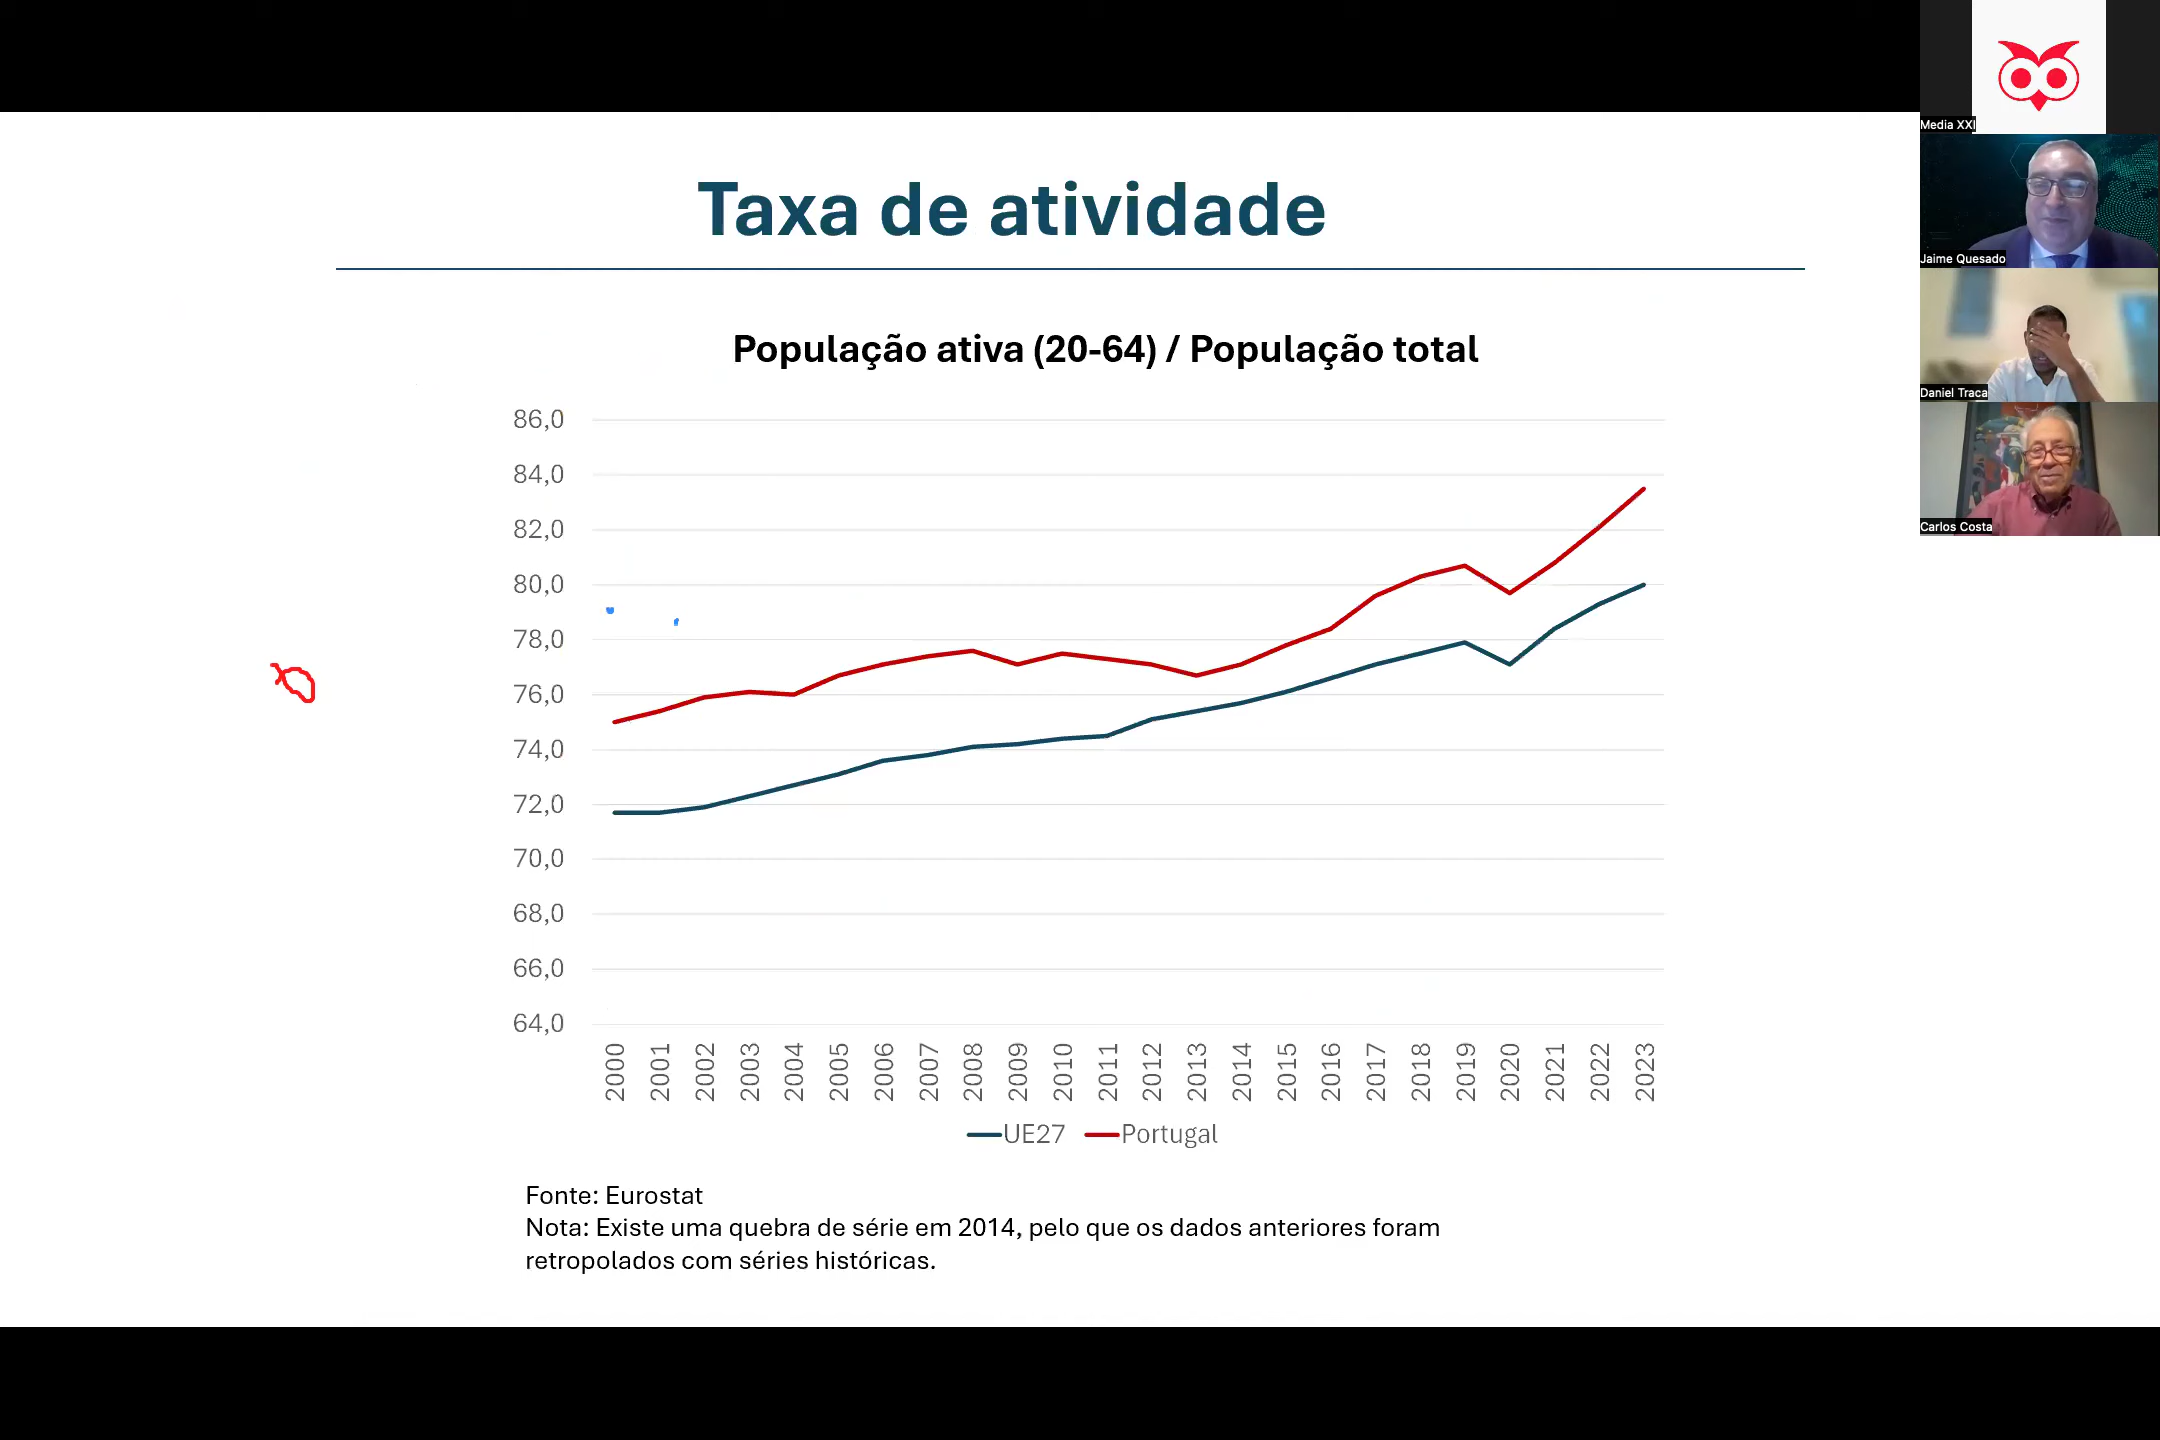 Taxa de atividade
População ativa (20-64) / População total
86,0
84,0
82,0
80,0
78,0
76,0
74,0
72,0
70,0
68,0
66,0
64,0
2000 2001 2002 2003 2004 2005 2006 2007 2008 2009 2010 2011 2012 2013 2014 2015 2016 2017 2018 2019 2020 2021 2022 2023
UE27 Portugal
Fonte: Eurostat
Nota: Existe uma quebra de série em 2014, pelo que os dados anteriores foram
retropolados com séries históricas.
Media XXI
Jaime Quesado
Daniel Traca
Carlos Costa